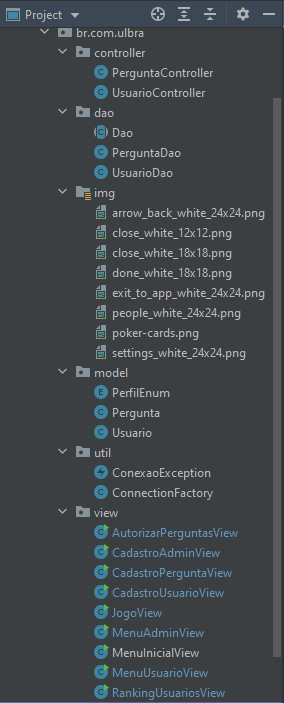 Project
br.com.ulbra
controller
PerguntaController
UsuarioController
dao
Dao
PerguntaDao
UsuarioDao
img
arrow_back_white_24x24.png
close_white_12x12.png
close_white_18x18.png
done_white_18x18.png
exit_to_app_white_24x24.png
people_white_24x24.png
poker-cards.png
settings_white_24x24.png
model
PerfilEnum
Pergunta
Usuario
util
ConexaoException
ConnectionFactory
view
AutorizarPerguntasView
CadastroAdminView
CadastroPerguntaView
CadastroUsuarioView
JogoView
MenuAdminView
MenuInicialView
MenuUsuarioView
RankingUsuariosView